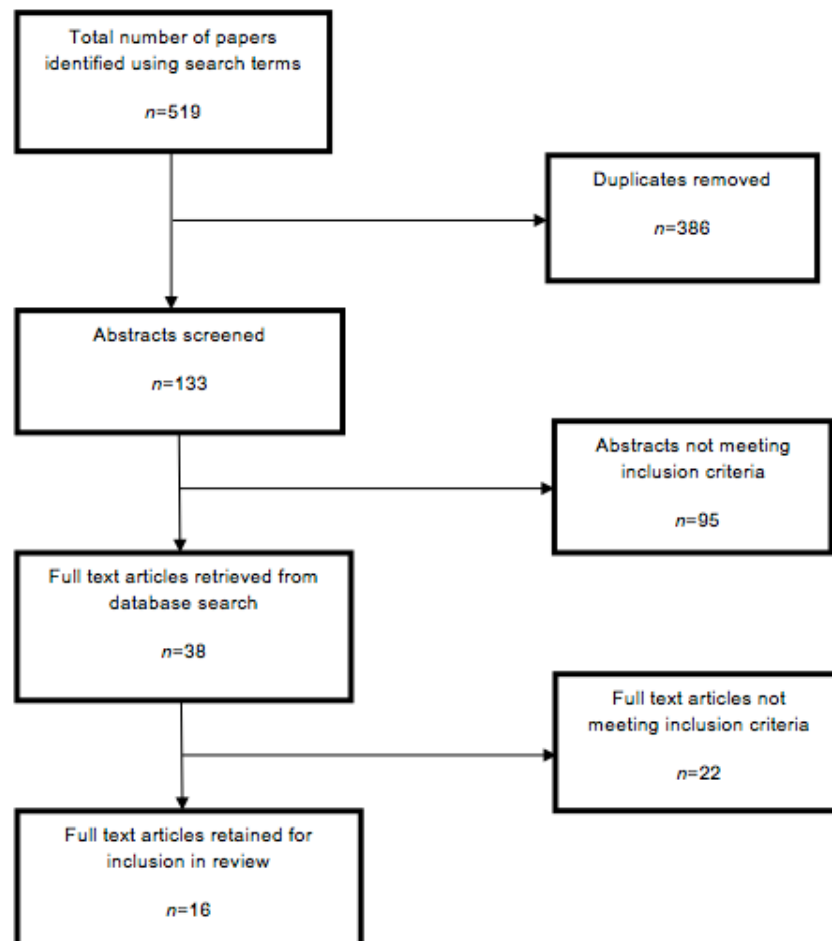 Total number of papers
identified using search terms
n=519
Duplicates removed
n=386
Abstracts screened
n=133
Abstracts not meeting
inclusion criteria
n=95
Full text articles retrieved from
database search
n=38
Full text articles not
meeting inclusion criteria
n=22
Full text articles retained for
inclusion in review
n=16